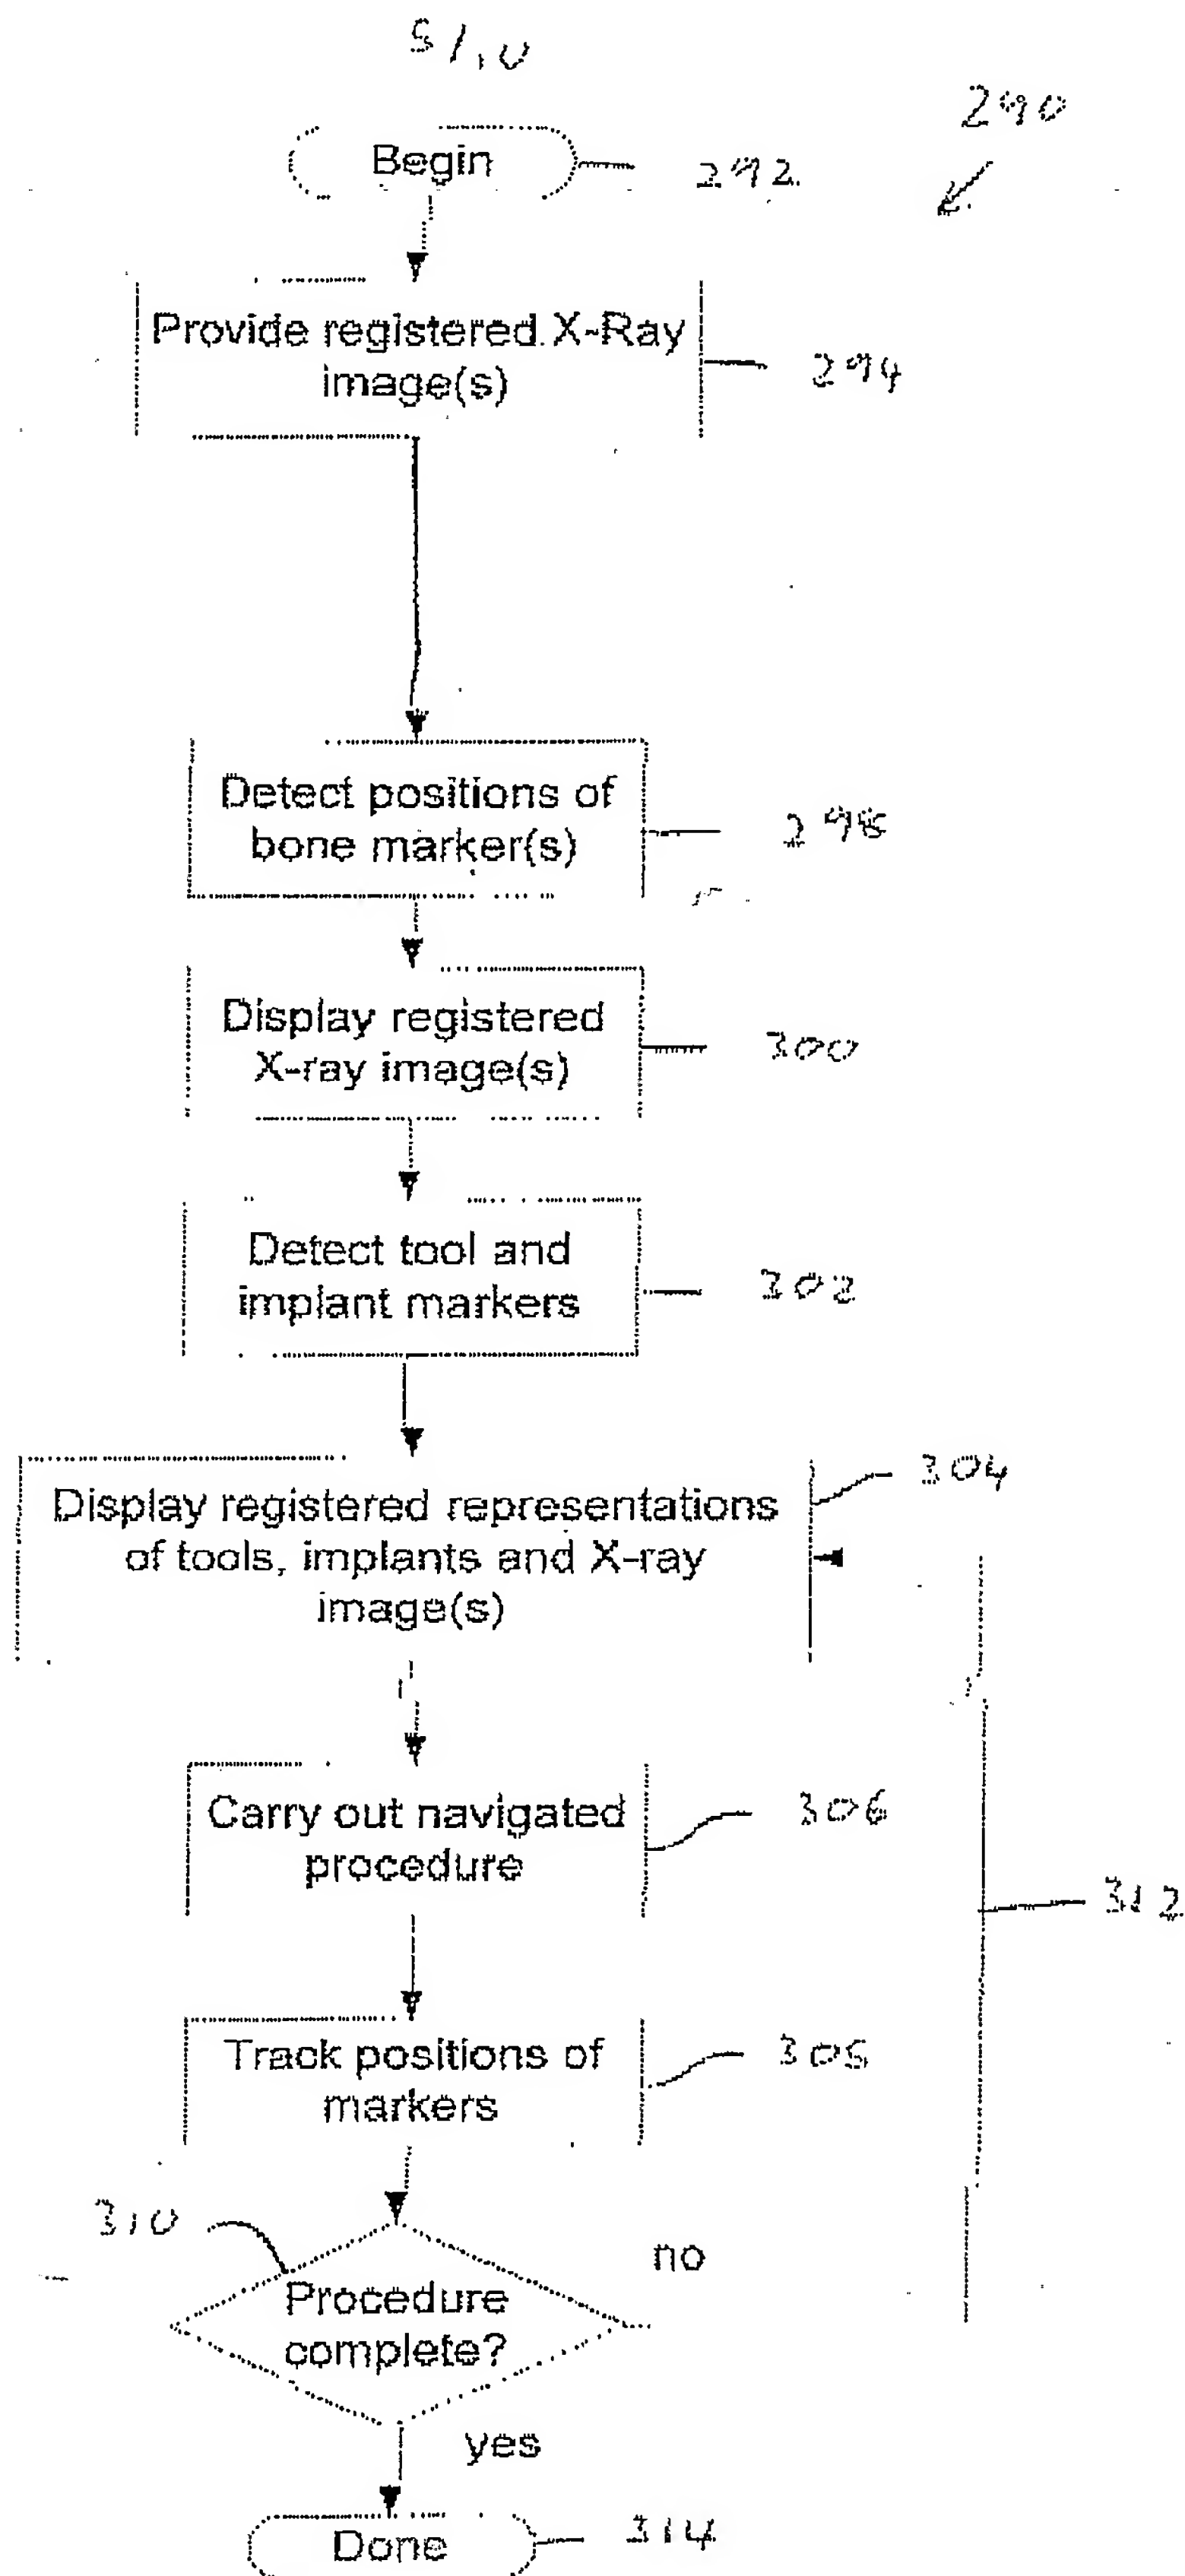 5/10
290
Begin
292
Provide registered X-Ray
image(s)
294
Detect positions of
bone marker(s)
298
Display registered
X-ray image(s)
300
Detect tool and
implant markers
302
Display registered representations
of tools, implants and X-ray
image(s)
304
Carry out navigated
procedure
306
312
Track positions of
markers
308
310
Procedure
complete?
no
yes
Done
314